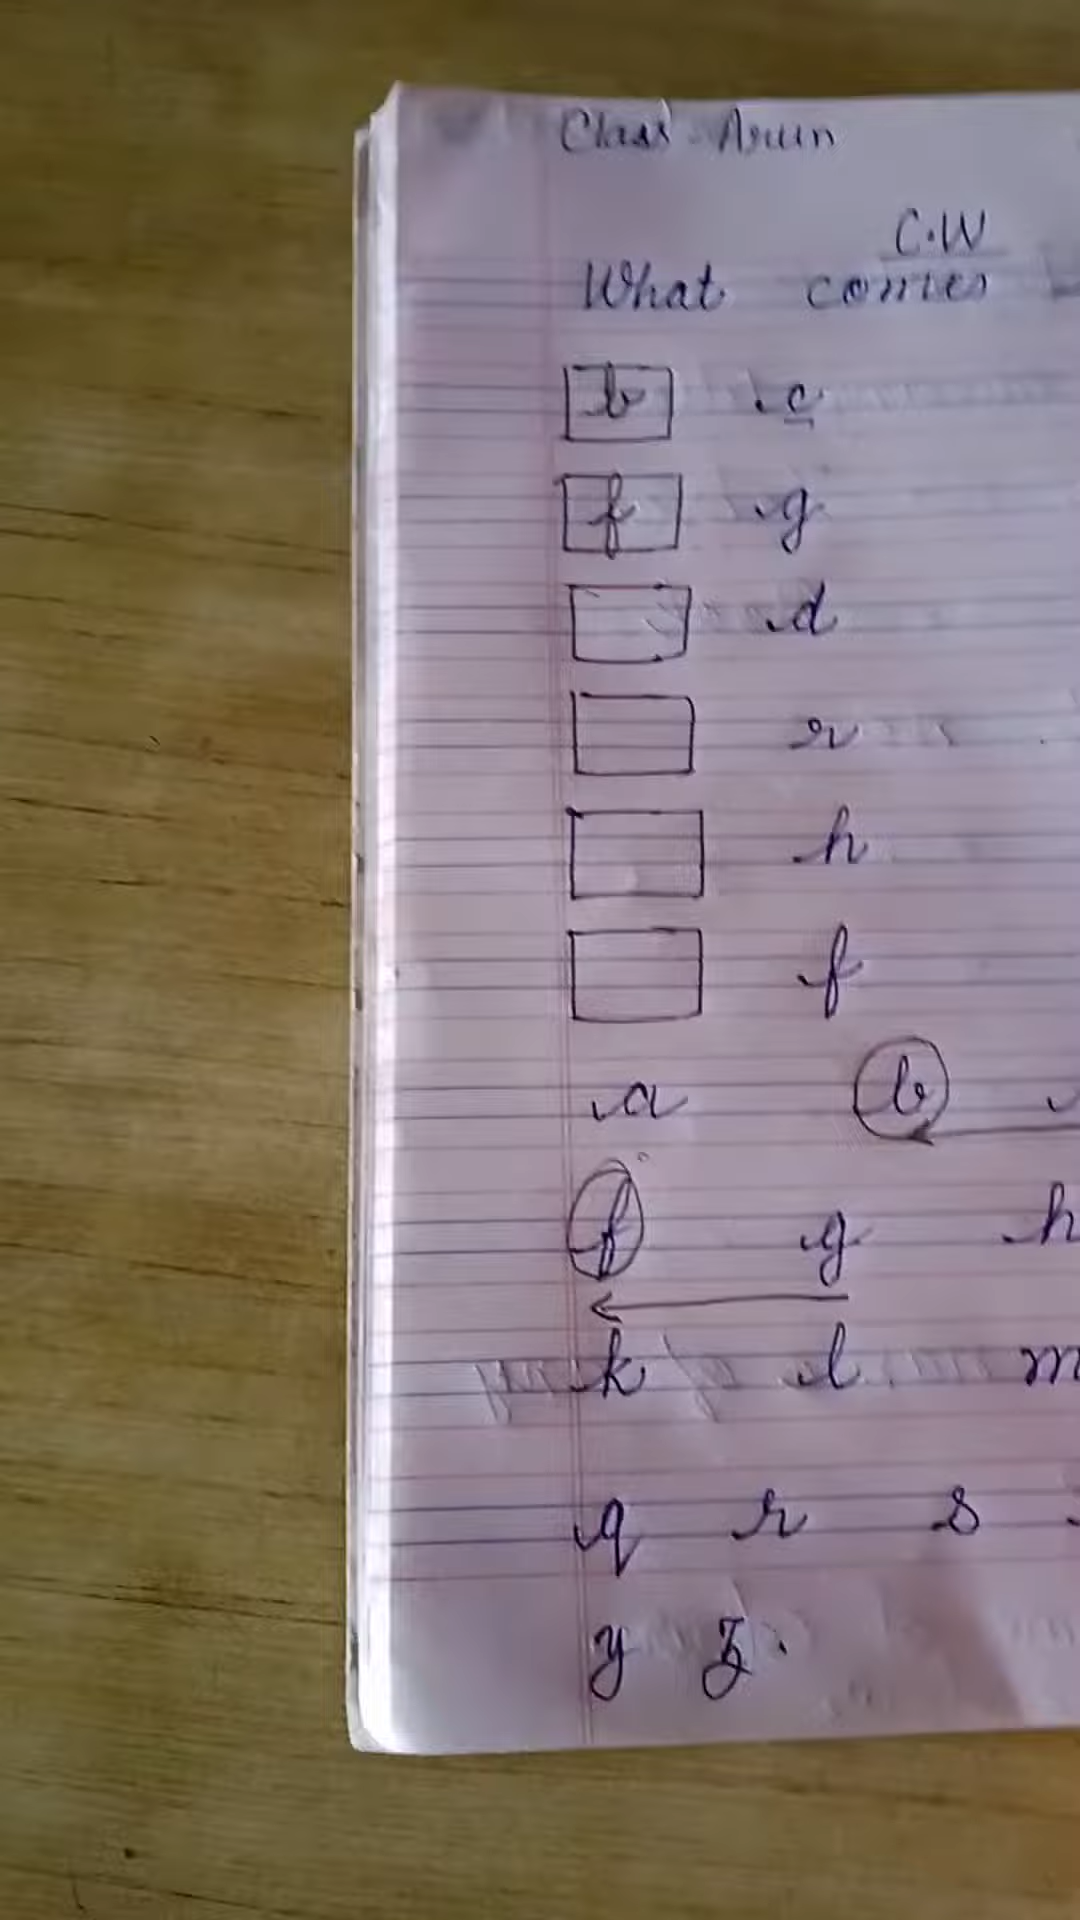 Class - Arun
C.W
What comes
b c
f g
d
r
h
f
a b
f g h
k l m
q r s
y z.